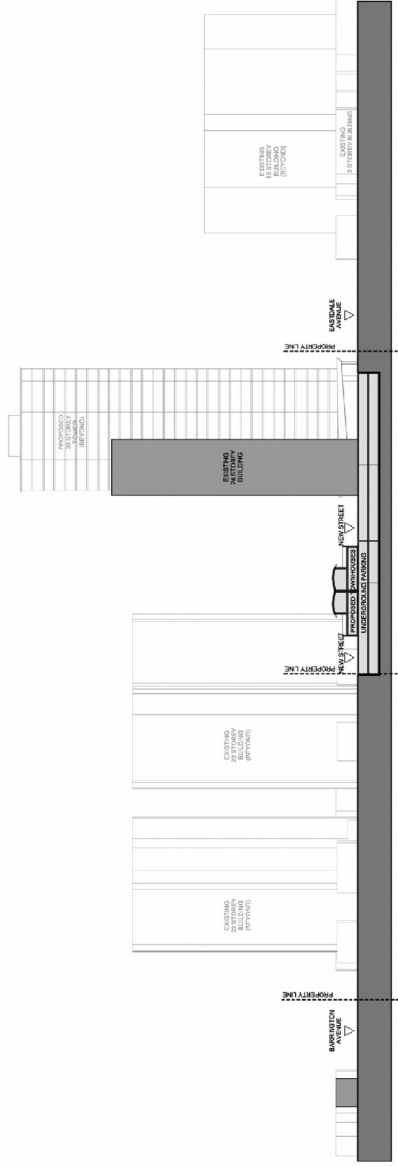 BARRINGTON
AVENUE
PROPERTY LINE
EXISTING
22 STOREY
BUILDING
(BEYOND)
EXISTING
22 STOREY
BUILDING
(BEYOND)
PROPERTY LINE
NEW STREET
PROPOSED TOWNHOUSES
UNDERGROUND PARKING
NEW STREET
EXISTING
24 STOREY
BUILDING
PROPOSED
30 STOREY
TOWER
(BEYOND)
PROPERTY LINE
EASTDALE
AVENUE
EXISTING
15 STOREY
BUILDING
(BEYOND)
EXISTING
3 STOREY BUILDING